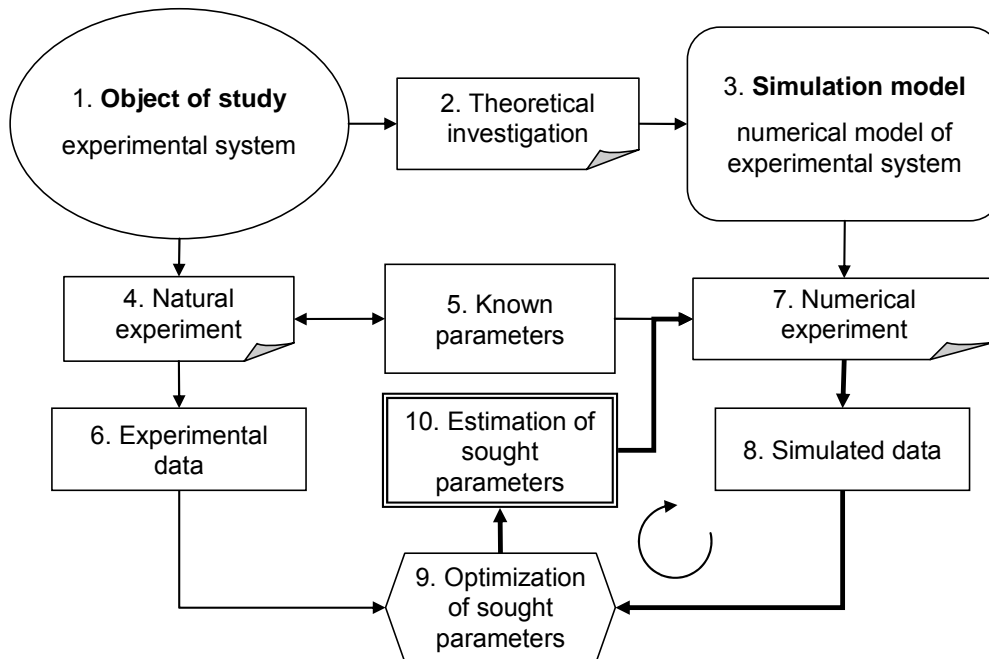 1. Object of study
experimental system
2. Theoretical
investigation
3. Simulation model
numerical model of
experimental system
4. Natural
experiment
5. Known
parameters
7. Numerical
experiment
6. Experimental
data
10. Estimation of
sought
parameters
8. Simulated data
9. Optimization
of sought
parameters